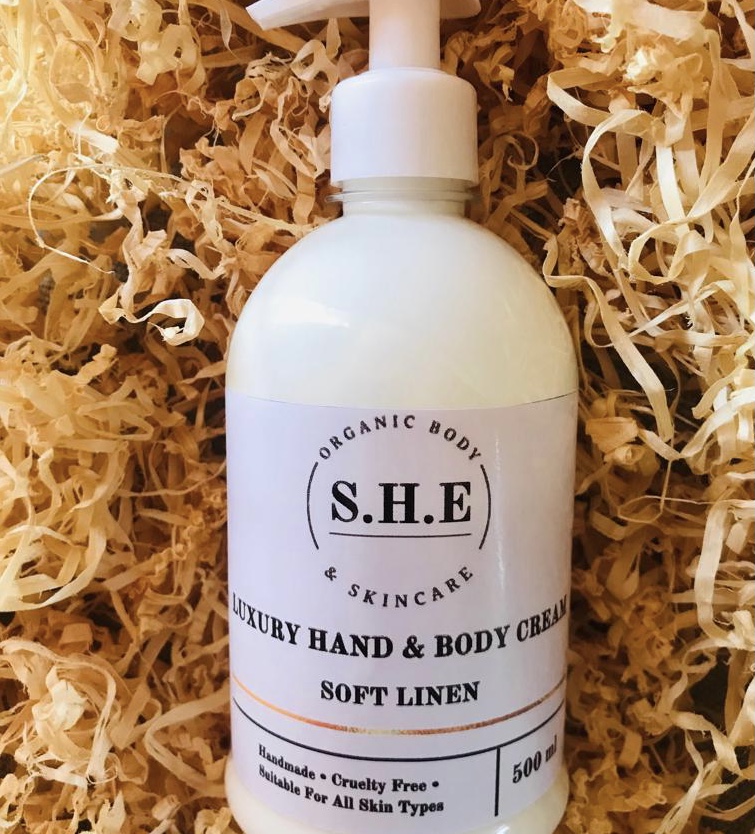 ORGANIC BODY
S.H.E
& SKINCARE
LUXURY HAND & BODY CREAM
SOFT LINEN
Handmade • Cruelty Free •
Suitable For All Skin Types
500 ml